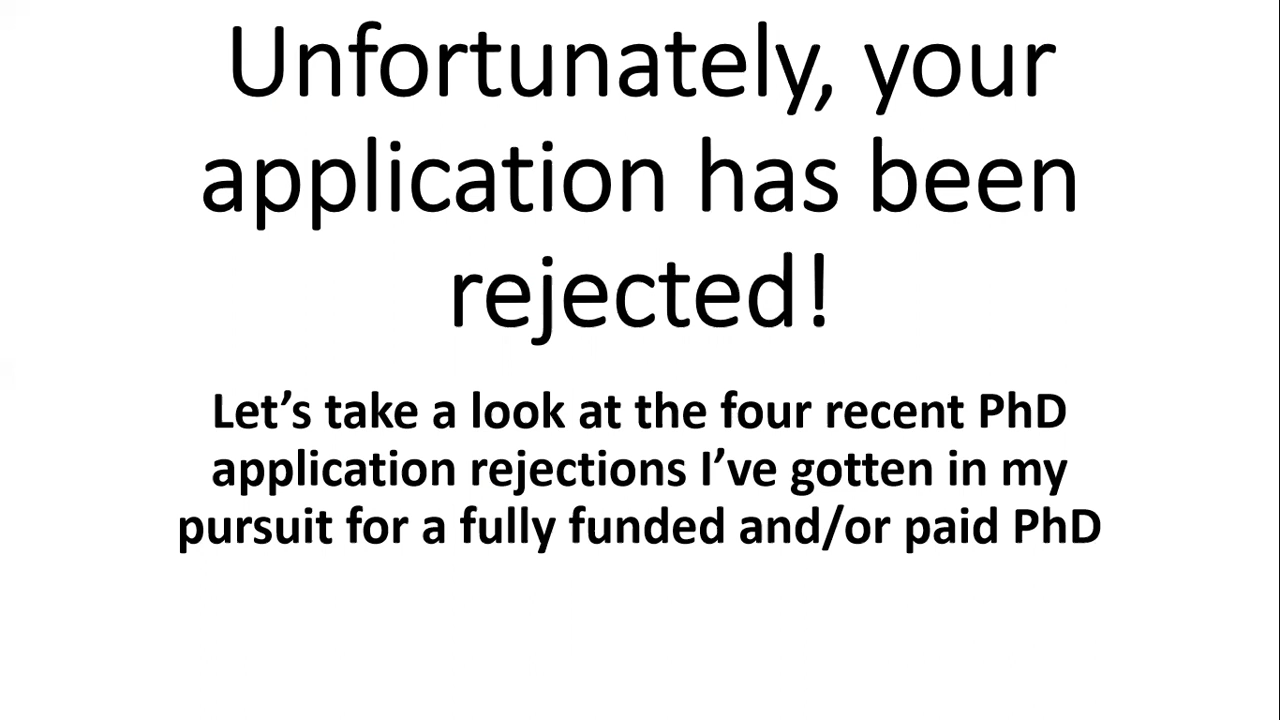 Unfortunately, your
application has been
rejected!
Let’s take a look at the four recent PhD
application rejections I’ve gotten in my
pursuit for a fully funded and/or paid PhD